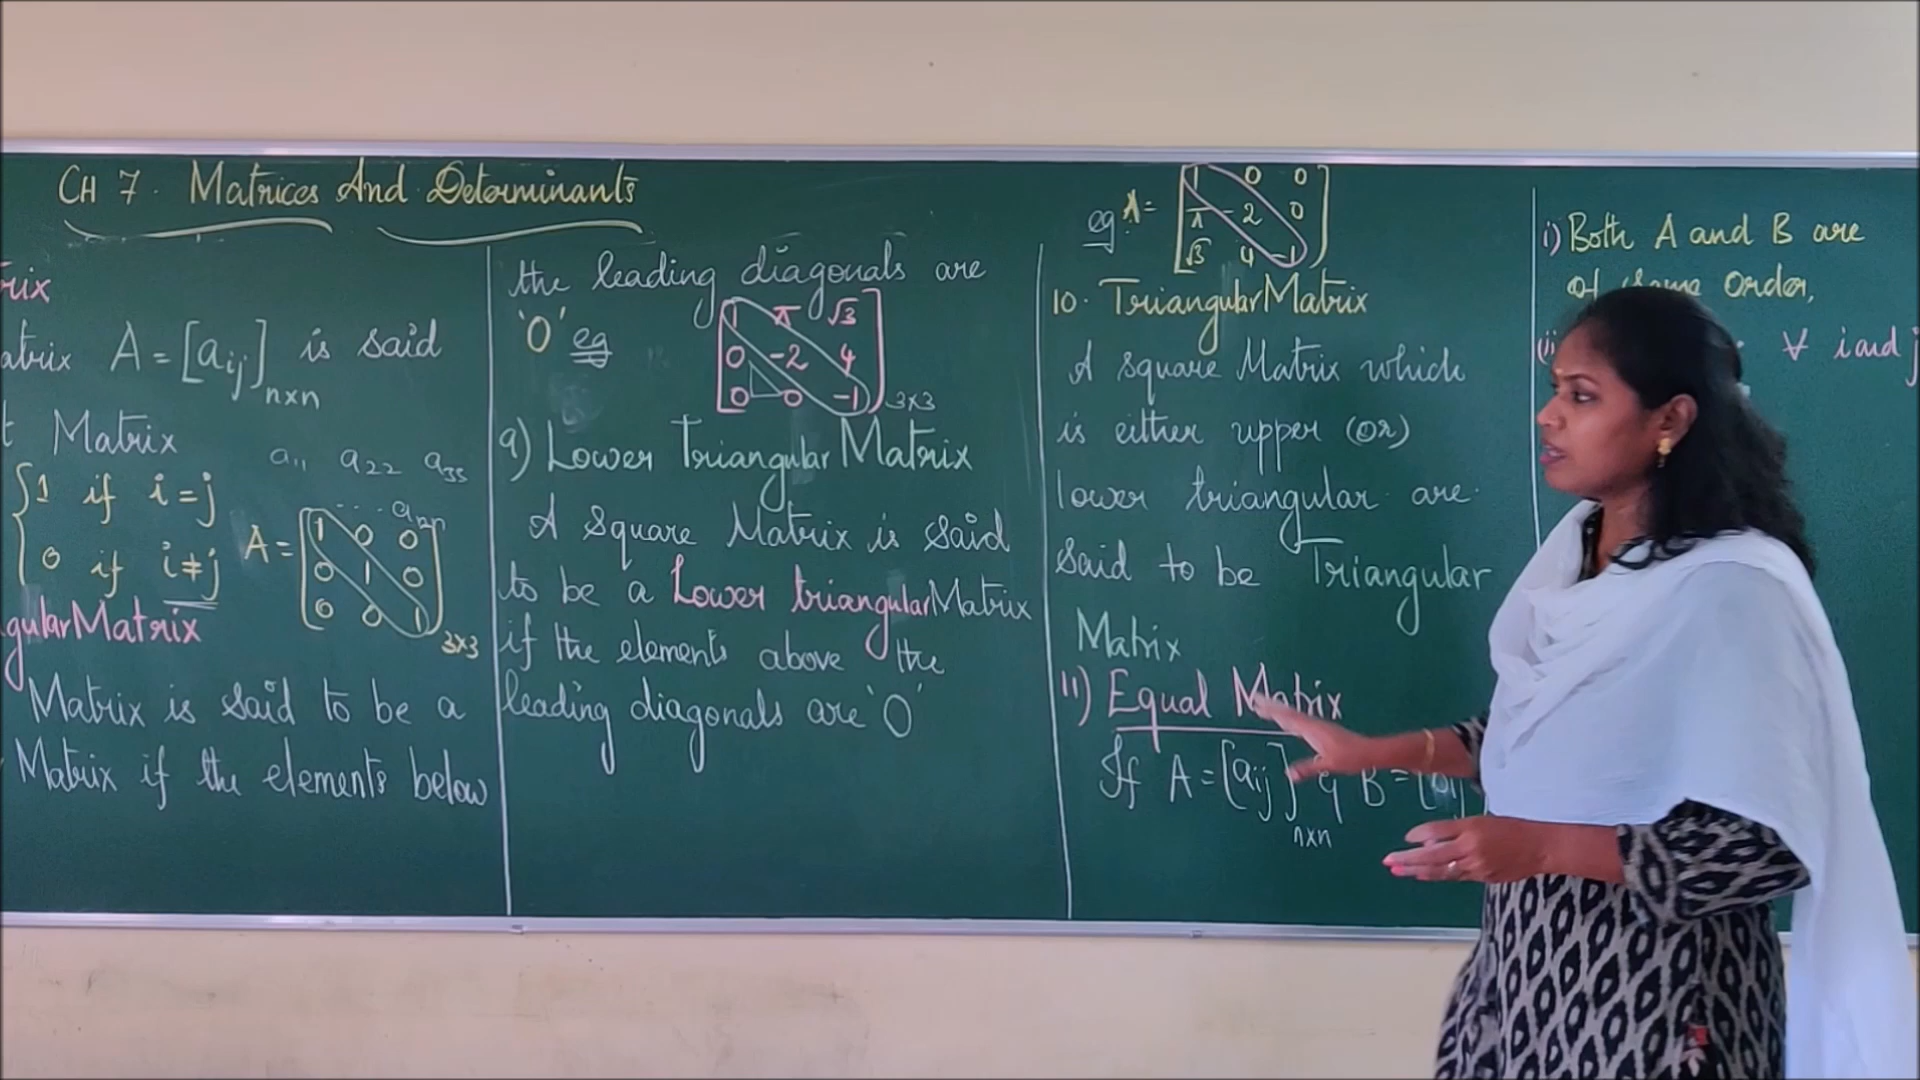 CH 7. Matrices And Determinants
A = [aij]n×n is said
Matrix
a11 a22 a33
.... ann
{1 if i = j
0 if i ≠ j
A = [1 0 0
0 1 0
0 0 1]3×3
Matrix
Matrix is said to be a
Matrix if the elements below
the leading diagonals are
'0' eg
[1 π √3
0 -2 4
0 0 -1]3×3
9) Lower Triangular Matrix
A Square Matrix is said
to be a Lower triangular Matrix
if the elements above the
leading diagonals are '0'
eg A = [1 0 0
π -2 0
√3 4 -1]
10. Triangular Matrix
A square Matrix which
is either upper (or)
lower triangular are
said to be Triangular
Matrix
11) Equal Matrix
If A = [aij]n×n & B =
i) Both A and B are
of same Order,
∀ i and j